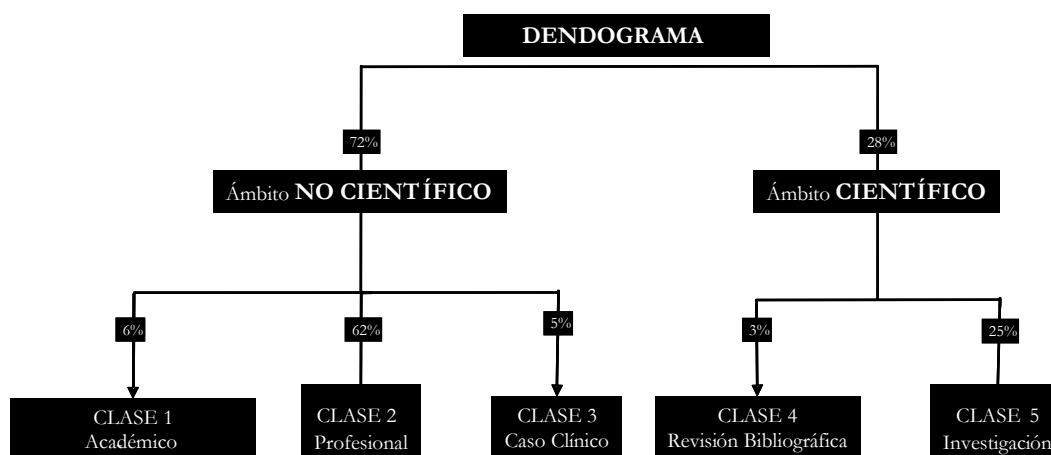 DENDOGRAMA
72%
28%
Ámbito NO CIENTÍFICO
Ámbito CIENTÍFICO
6%
62%
5%
3%
25%
CLASE 1
Académico
CLASE 2
Profesional
CLASE 3
Caso Clínico
CLASE 4
Revisión Bibliográfica
CLASE 5
Investigación